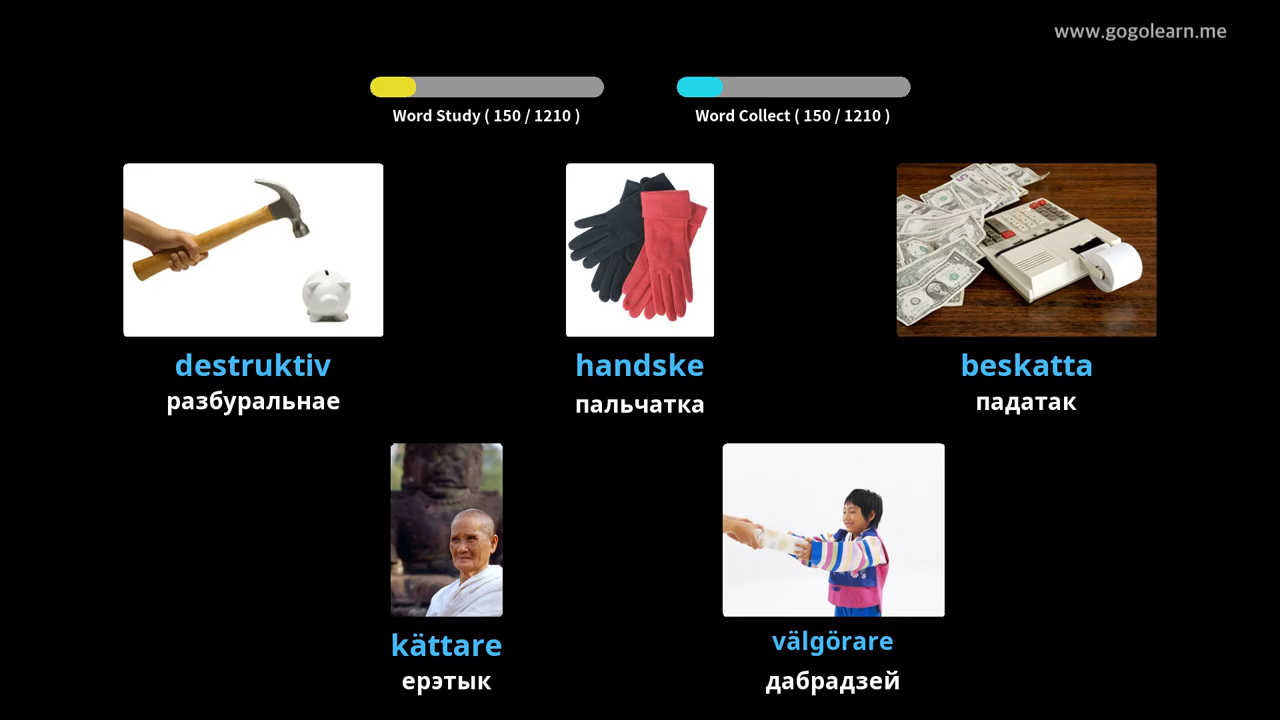 www.gogolearn.me
Word Study ( 150 / 1210 )
Word Collect ( 150 / 1210 )
destruktiv
разбуральнае
handske
пальчатка
beskatta
падатак
kättare
ерэтык
välgörare
дабрадзей